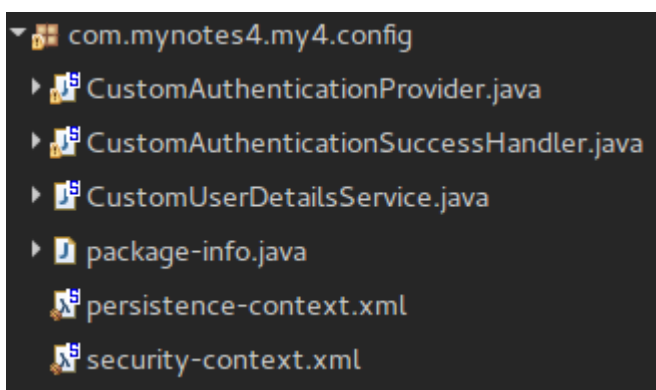 com.mynotes4.my4.config
CustomAuthenticationProvider.java
CustomAuthenticationSuccessHandler.java
CustomUserDetailsService.java
package-info.java
persistence-context.xml
security-context.xml